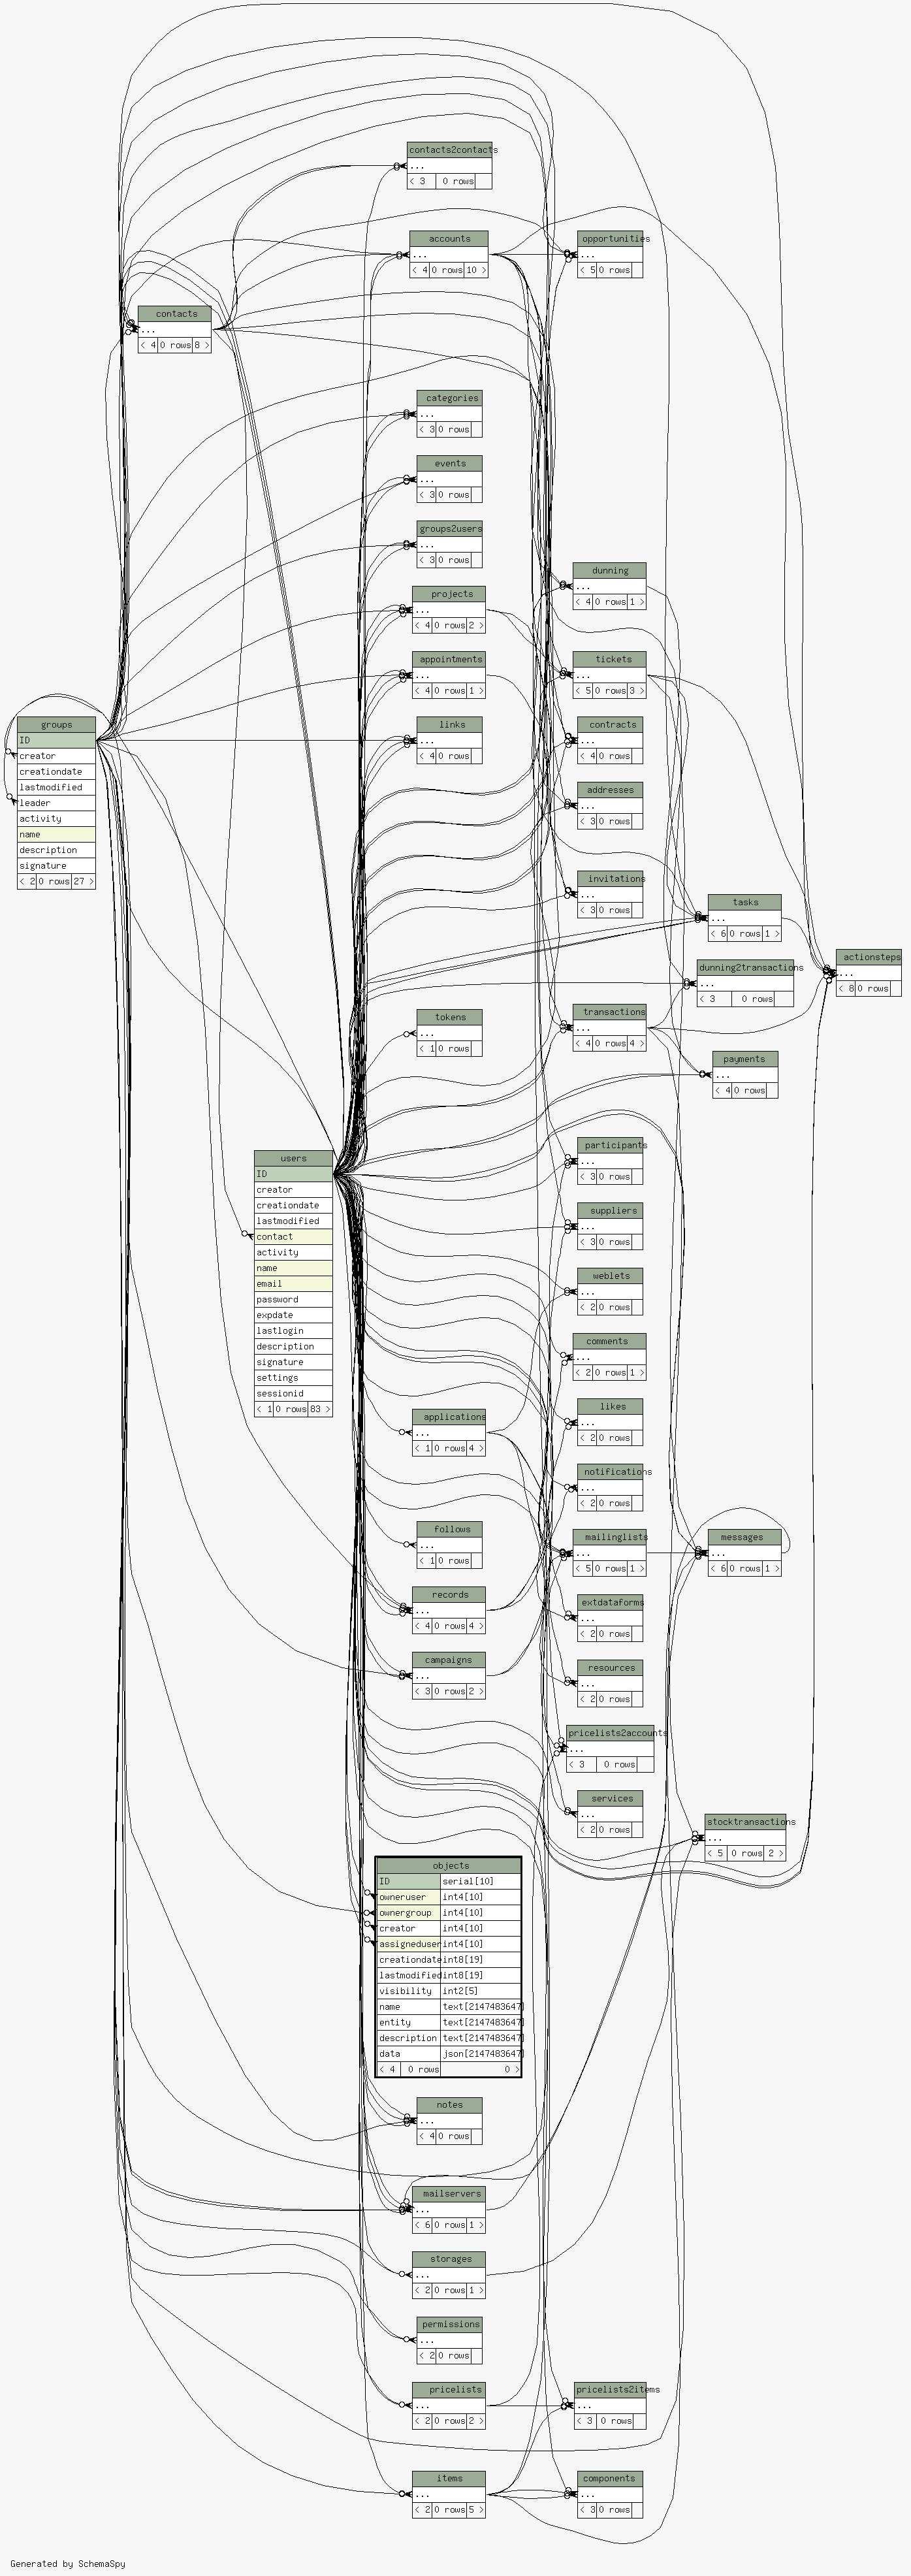 contacts2contacts
...
< 3 0 rows
accounts
...
< 4 0 rows 10 >
opportunities
...
< 5 0 rows
contacts
...
< 4 0 rows 8 >
categories
...
< 3 0 rows
events
...
< 3 0 rows
groups2users
...
< 3 0 rows
dunning
...
< 4 0 rows 1 >
projects
...
< 4 0 rows 2 >
appointments
...
< 4 0 rows 1 >
tickets
...
< 5 0 rows 3 >
links
...
< 4 0 rows
contracts
...
< 4 0 rows
groups
ID
creator
creationdate
lastmodified
leader
activity
name
description
signature
< 2 0 rows 27 >
addresses
...
< 3 0 rows
invitations
...
< 3 0 rows
tasks
...
< 6 0 rows 1 >
actionsteps
...
< 8 0 rows
dunning2transactions
...
< 3 0 rows
tokens
...
< 1 0 rows
transactions
...
< 4 0 rows 4 >
payments
...
< 4 0 rows
participants
...
< 3 0 rows
users
ID
creator
creationdate
lastmodified
contact
activity
name
email
password
expdate
lastlogin
description
signature
settings
sessionid
< 1 0 rows 83 >
suppliers
...
< 3 0 rows
weblets
...
< 2 0 rows
comments
...
< 2 0 rows 1 >
likes
...
< 2 0 rows
applications
...
< 1 0 rows 4 >
notifications
...
< 2 0 rows
follows
...
< 1 0 rows
mailinglists
...
< 5 0 rows 1 >
messages
...
< 6 0 rows 1 >
records
...
< 4 0 rows 4 >
extdataforms
...
< 2 0 rows
campaigns
...
< 3 0 rows 2 >
resources
...
< 2 0 rows
pricelists2accounts
...
< 3 0 rows
services
...
< 2 0 rows
stocktransactions
...
< 5 0 rows 2 >
objects
ID serial[10]
owneruser int4[10]
ownergroup int4[10]
creator int4[10]
assigneduser int4[10]
creationdate int8[19]
lastmodified int8[19]
visibility int2[5]
name text[2147483647]
entity text[2147483647]
description text[2147483647]
data json[2147483647]
< 4 0 rows 0 >
notes
...
< 4 0 rows
mailservers
...
< 6 0 rows 1 >
storages
...
< 2 0 rows 1 >
permissions
...
< 2 0 rows
pricelists
...
< 2 0 rows 2 >
pricelists2items
...
< 3 0 rows
items
...
< 2 0 rows 5 >
components
...
< 3 0 rows
Generated by SchemaSpy